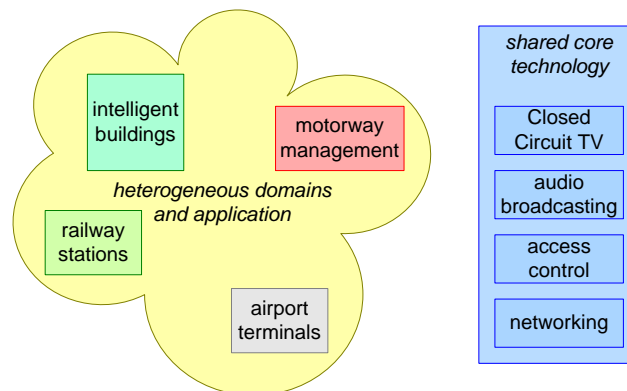 intelligent
buildings
motorway
management
heterogeneous domains
and application
railway
stations
airport
terminals
shared core
technology
Closed
Circuit TV
audio
broadcasting
access
control
networking